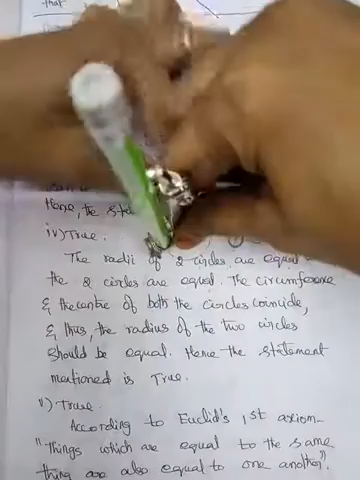 that
Hence, the sta
iv) True.
The radii of 2 circles are equal
the 2 circles are equal. The circumference
& the centre of both the circles coincide,
& thus, the radius of the two circles
should be equal. Hence the statement
mentioned is True.
v) True.
According to Euclid's 1st axiom-
"Things which are equal to the same
thing are also equal to one another".